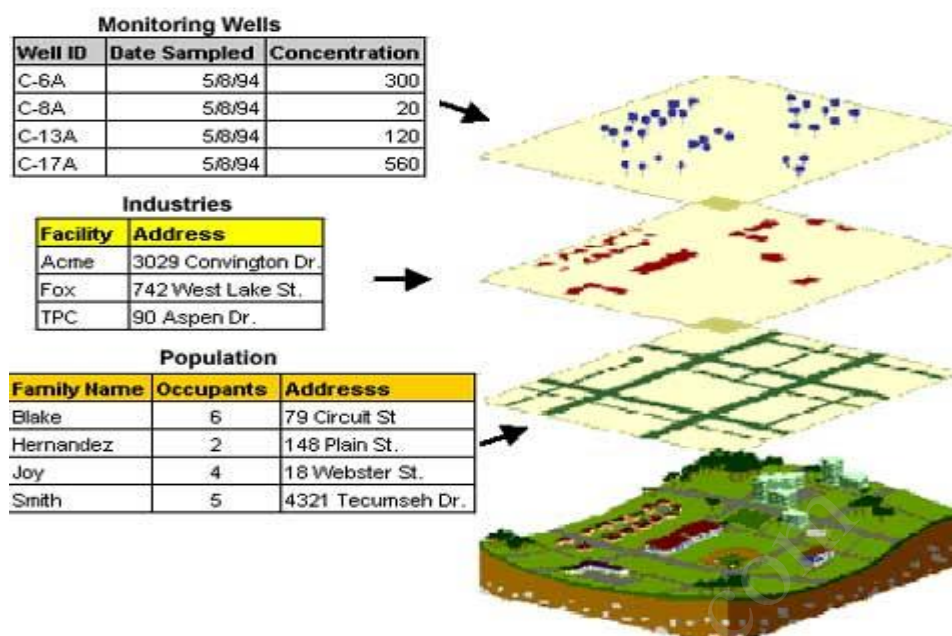 Monitoring Wells
Well ID Date Sampled Concentration
C-6A 5/8/94 300
C-8A 5/8/94 20
C-13A 5/8/94 120
C-17A 5/8/94 560
Industries
Facility Address
Acme 3029 Convington Dr.
Fox 742 West Lake St.
TPC 90 Aspen Dr.
Population
Family Name Occupants Addresss
Blake 6 79 Circuit St
Hernandez 2 148 Plain St.
Joy 4 18 Webster St.
Smith 5 4321 Tecumseh Dr.
com